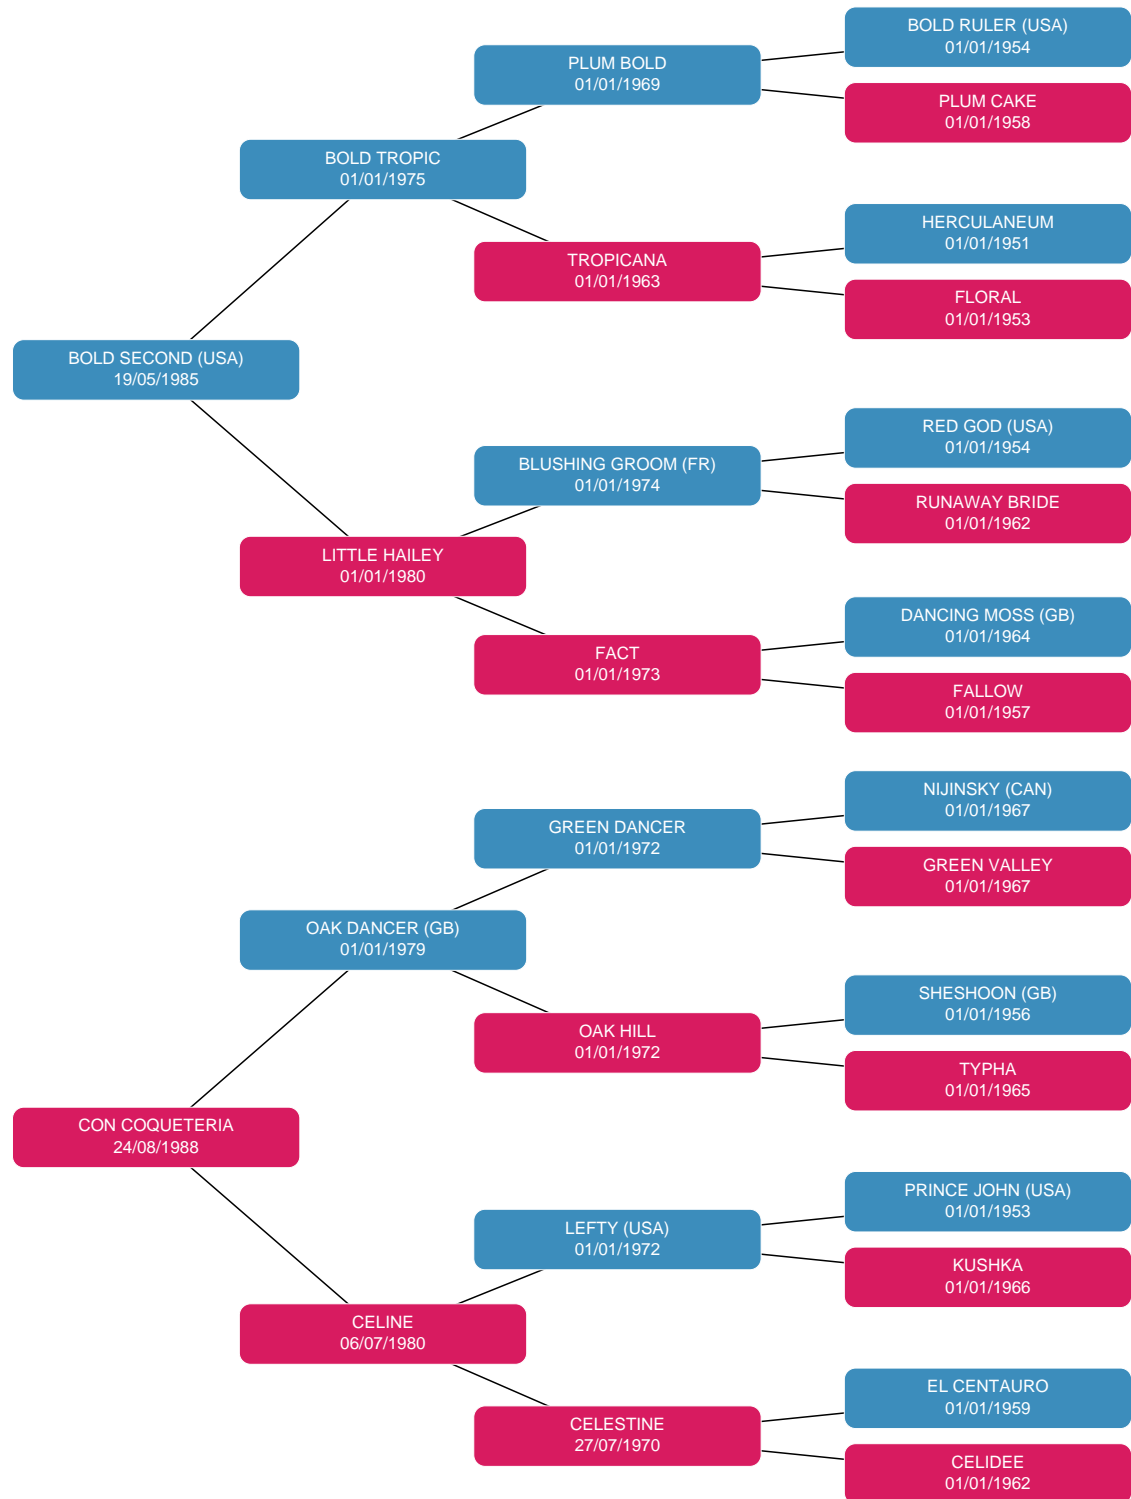 BOLD RULER (USA)
01/01/1954
PLUM BOLD
01/01/1969
PLUM CAKE
01/01/1958
BOLD TROPIC
01/01/1975
HERCULANEUM
01/01/1951
TROPICANA
01/01/1963
FLORAL
01/01/1953
BOLD SECOND (USA)
19/05/1985
RED GOD (USA)
01/01/1954
BLUSHING GROOM (FR)
01/01/1974
RUNAWAY BRIDE
01/01/1962
LITTLE HAILEY
01/01/1980
DANCING MOSS (GB)
01/01/1964
FACT
01/01/1973
FALLOW
01/01/1957
NIJINSKY (CAN)
01/01/1967
GREEN DANCER
01/01/1972
GREEN VALLEY
01/01/1967
OAK DANCER (GB)
01/01/1979
SHESHOON (GB)
01/01/1956
OAK HILL
01/01/1972
TYPHA
01/01/1965
CON COQUETERIA
24/08/1988
PRINCE JOHN (USA)
01/01/1953
LEFTY (USA)
01/01/1972
KUSHKA
01/01/1966
CELINE
06/07/1980
EL CENTAURO
01/01/1959
CELESTINE
27/07/1970
CELIDEE
01/01/1962